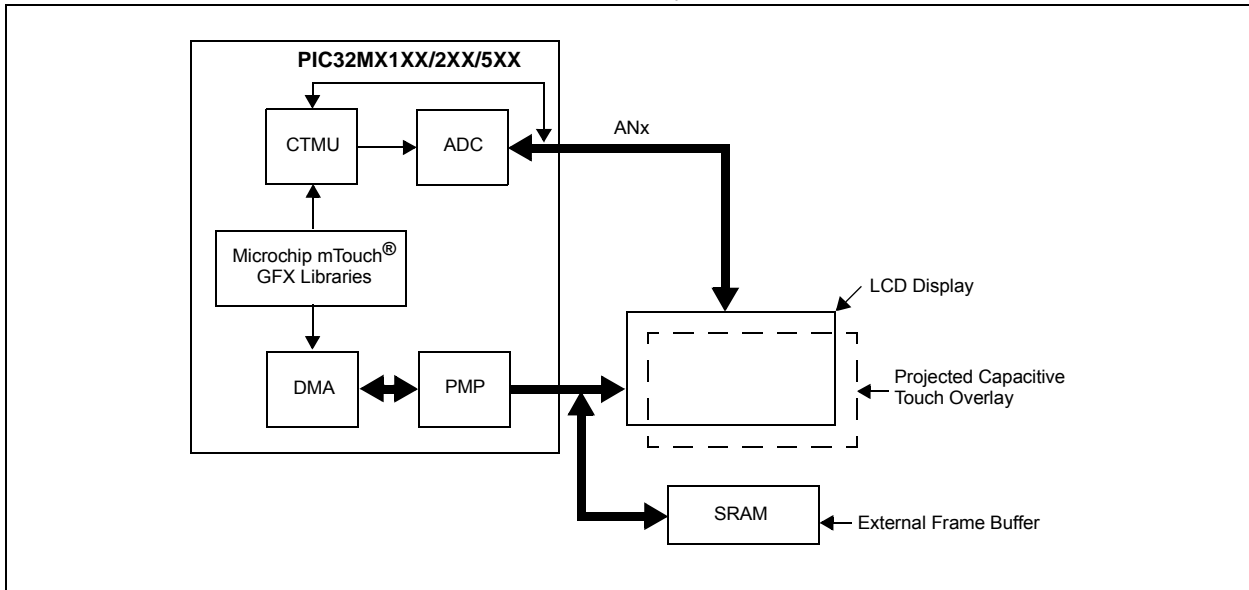 PIC32MX1XX/2XX/5XX
CTMU
ADC
ANx
Microchip mTouch®
GFX Libraries
LCD Display
DMA
PMP
Projected Capacitive
Touch Overlay
SRAM
External Frame Buffer